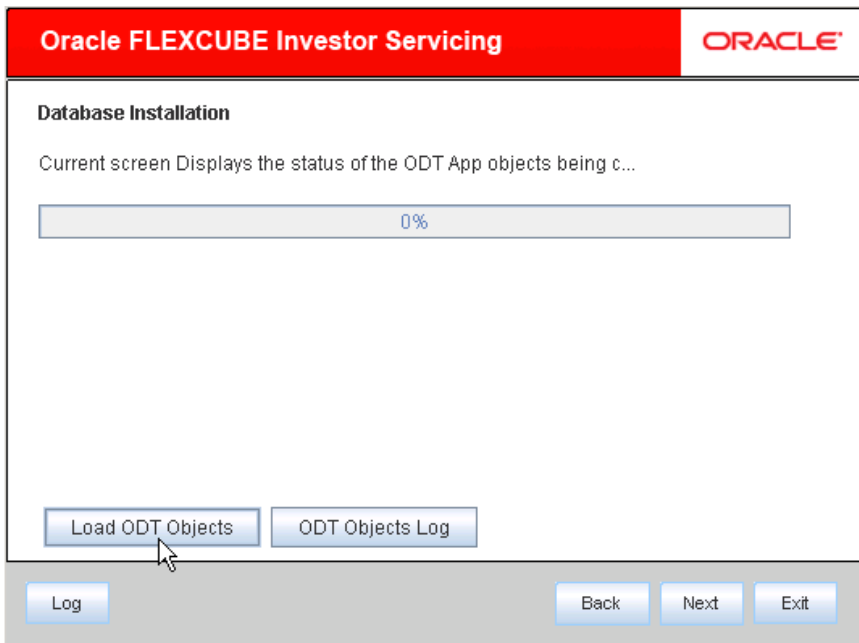 Oracle FLEXCUBE Investor Servicing
ORACLE
Database Installation
Current screen Displays the status of the ODT App objects being c...
0%
Load ODT Objects
ODT Objects Log
Log
Back
Next
Exit